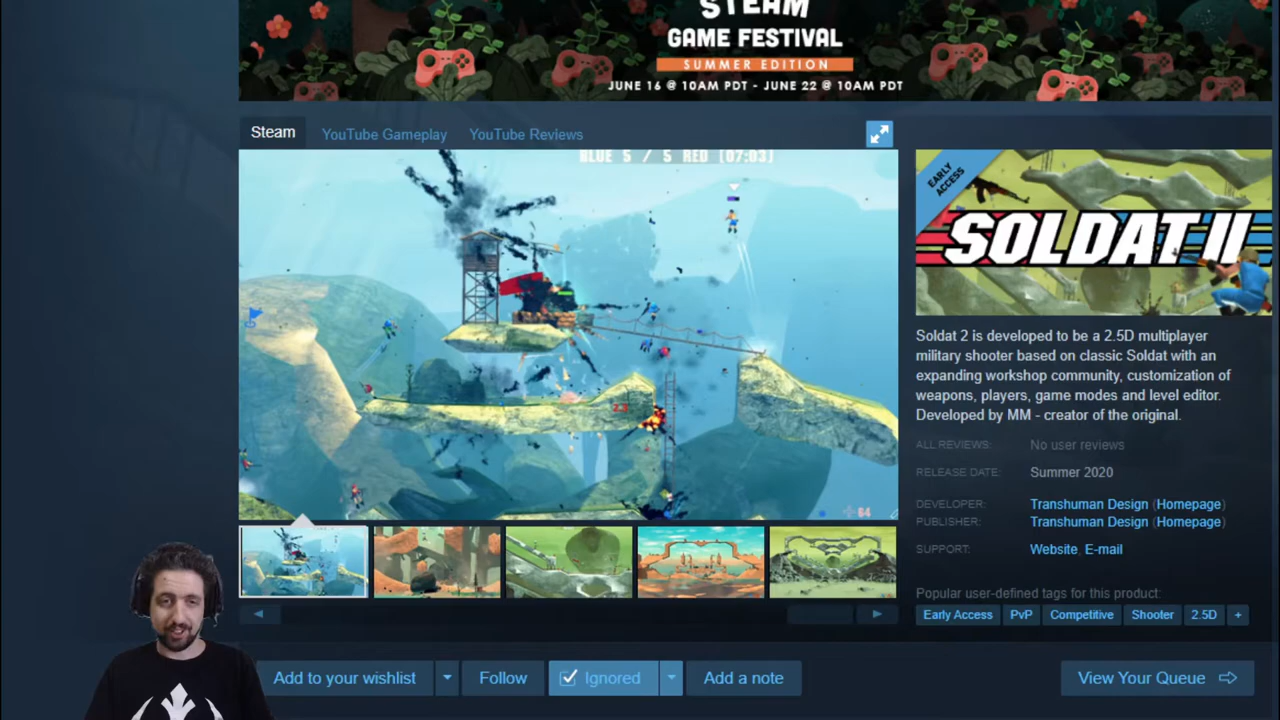 STEAM
GAME FESTIVAL
SUMMER EDITION
JUNE 16 @ 10AM PDT - JUNE 22 @ 10AM PDT
Steam
YouTube Gameplay
YouTube Reviews
BLUE 5 / 5 RED [07:03]
64
EARLY
ACCESS
SOLDAT II
Soldat 2 is developed to be a 2.5D multiplayer
military shooter based on classic Soldat with an
expanding workshop community, customization of
weapons, players, game modes and level editor.
Developed by MM - creator of the original.
ALL REVIEWS: No user reviews
RELEASE DATE: Summer 2020
DEVELOPER: Transhuman Design (Homepage)
PUBLISHER: Transhuman Design (Homepage)
SUPPORT: Website, E-mail
Popular user-defined tags for this product:
Early Access PvP Competitive Shooter 2.5D +
Add to your wishlist Follow Ignored Add a note View Your Queue